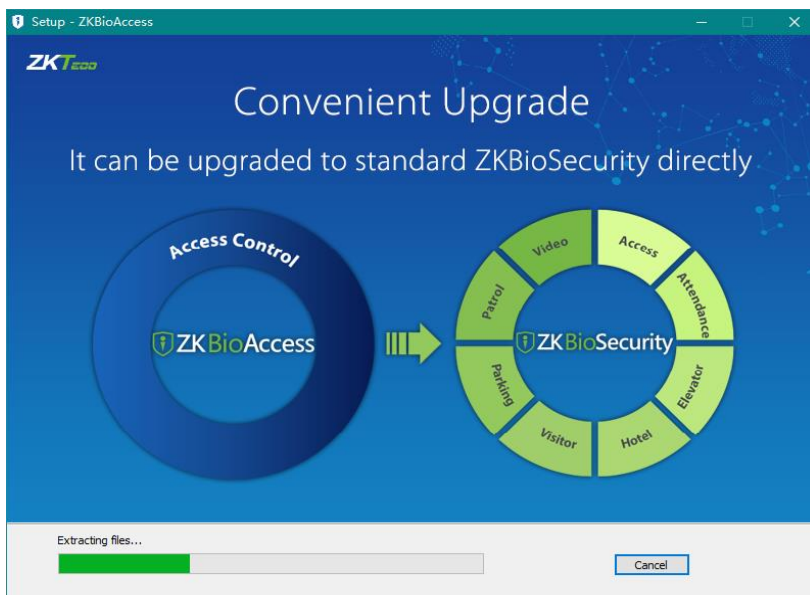 Setup - ZKBioAccess
ZKTeco
Convenient Upgrade
It can be upgraded to standard ZKBioSecurity directly
Access Control
ZKBioAccess
Video
Access
Attendance
Elevator
Hotel
Visitor
Parking
Patrol
ZKBioSecurity
Extracting files...
Cancel